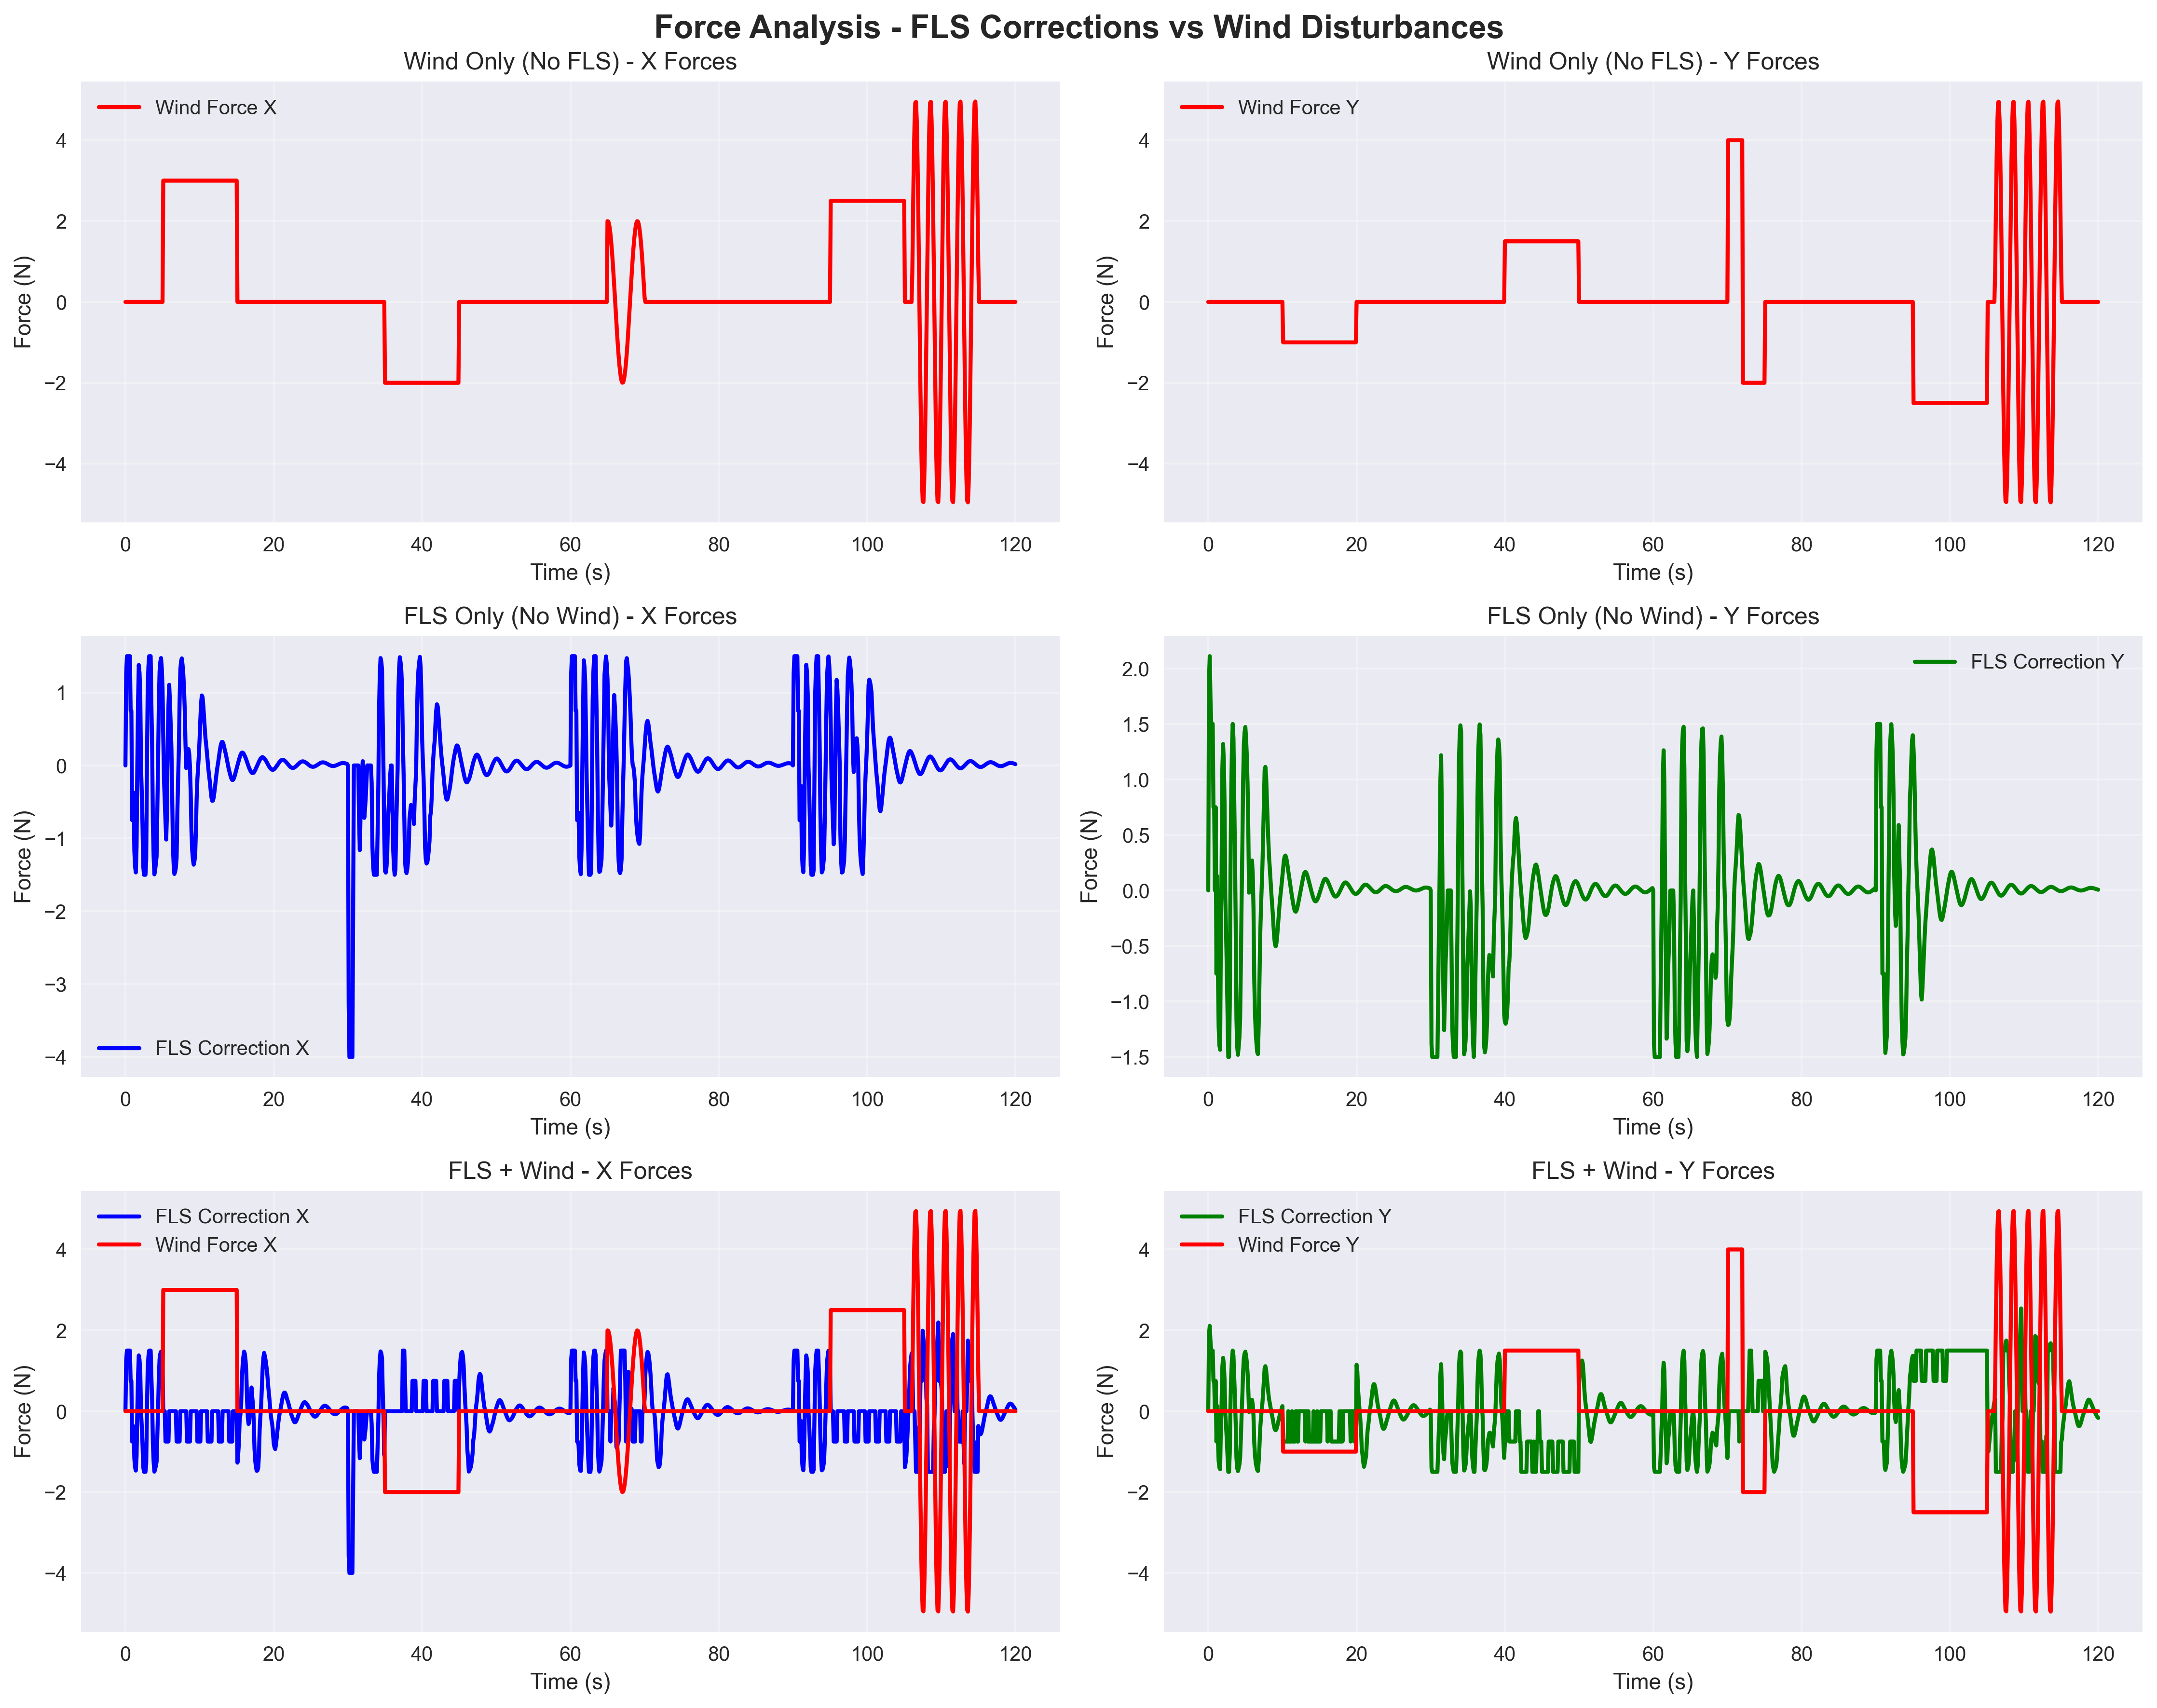 Force Analysis - FLS Corrections vs Wind Disturbances
Wind Only (No FLS) - X Forces
Wind Force X
Force (N)
4
2
0
−2
−4
0 20 40 60 80 100 120
Time (s)
Wind Only (No FLS) - Y Forces
Wind Force Y
Force (N)
4
2
0
−2
−4
0 20 40 60 80 100 120
Time (s)
FLS Only (No Wind) - X Forces
Force (N)
1
0
−1
−2
−3
−4
FLS Correction X
0 20 40 60 80 100 120
Time (s)
FLS Only (No Wind) - Y Forces
FLS Correction Y
Force (N)
2.0
1.5
1.0
0.5
0.0
−0.5
−1.0
−1.5
0 20 40 60 80 100 120
Time (s)
FLS + Wind - X Forces
FLS Correction X
Wind Force X
Force (N)
4
2
0
−2
−4
0 20 40 60 80 100 120
Time (s)
FLS + Wind - Y Forces
FLS Correction Y
Wind Force Y
Force (N)
4
2
0
−2
−4
0 20 40 60 80 100 120
Time (s)